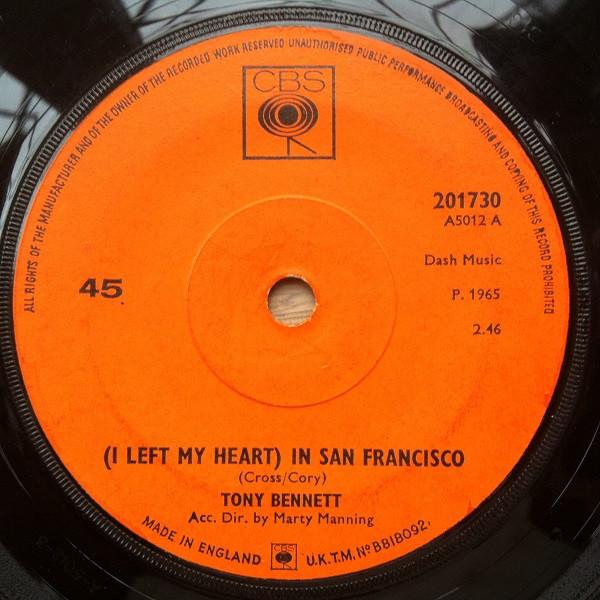 ALL RIGHTS OF THE MANUFACTURER AND OF THE OWNER OF THE RECORDED WORK RESERVED UNAUTHORISED PUBLIC PERFORMANCE BROADCASTING AND COPYING OF THIS RECORD PROHIBITED
CBS
201730
A5012 A
Dash Music
45
P. 1965
2.46
(I LEFT MY HEART) IN SAN FRANCISCO
(Cross/Cory)
TONY BENNETT
Acc. Dir. by Marty Manning
MADE IN ENGLAND CBS U.K.T.M. Nº B818092.